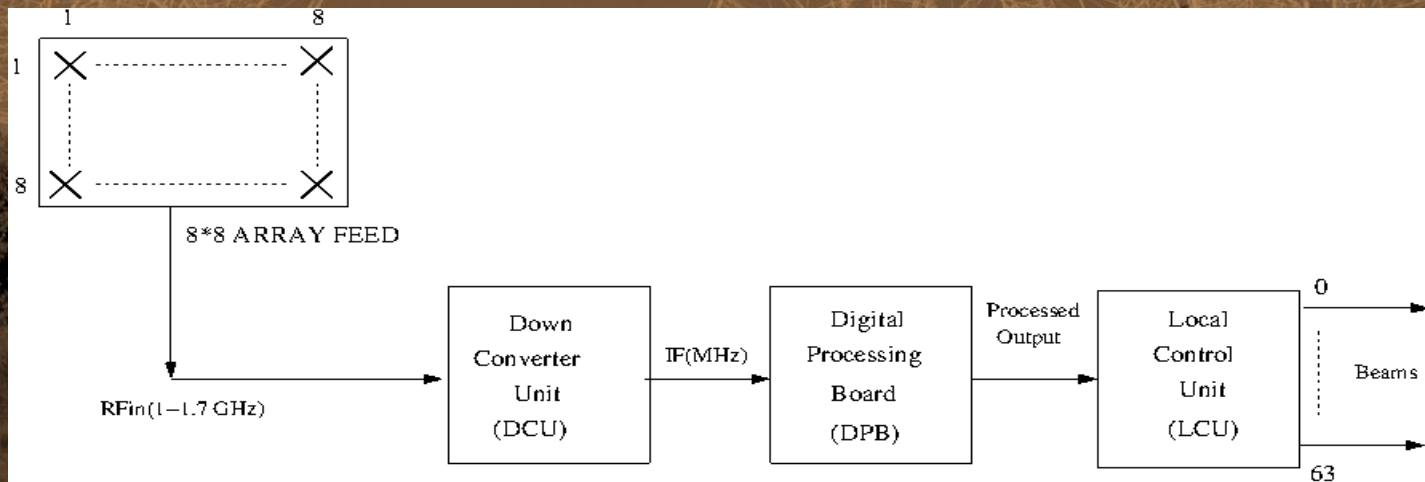 1
8
1
8
8*8 ARRAY FEED
RFin(1-1.7 GHz)
Down
Converter
Unit
(DCU)
IF(MHz)
Digital
Processing
Board
(DPB)
Processed
Output
Local
Control
Unit
(LCU)
0
Beams
63